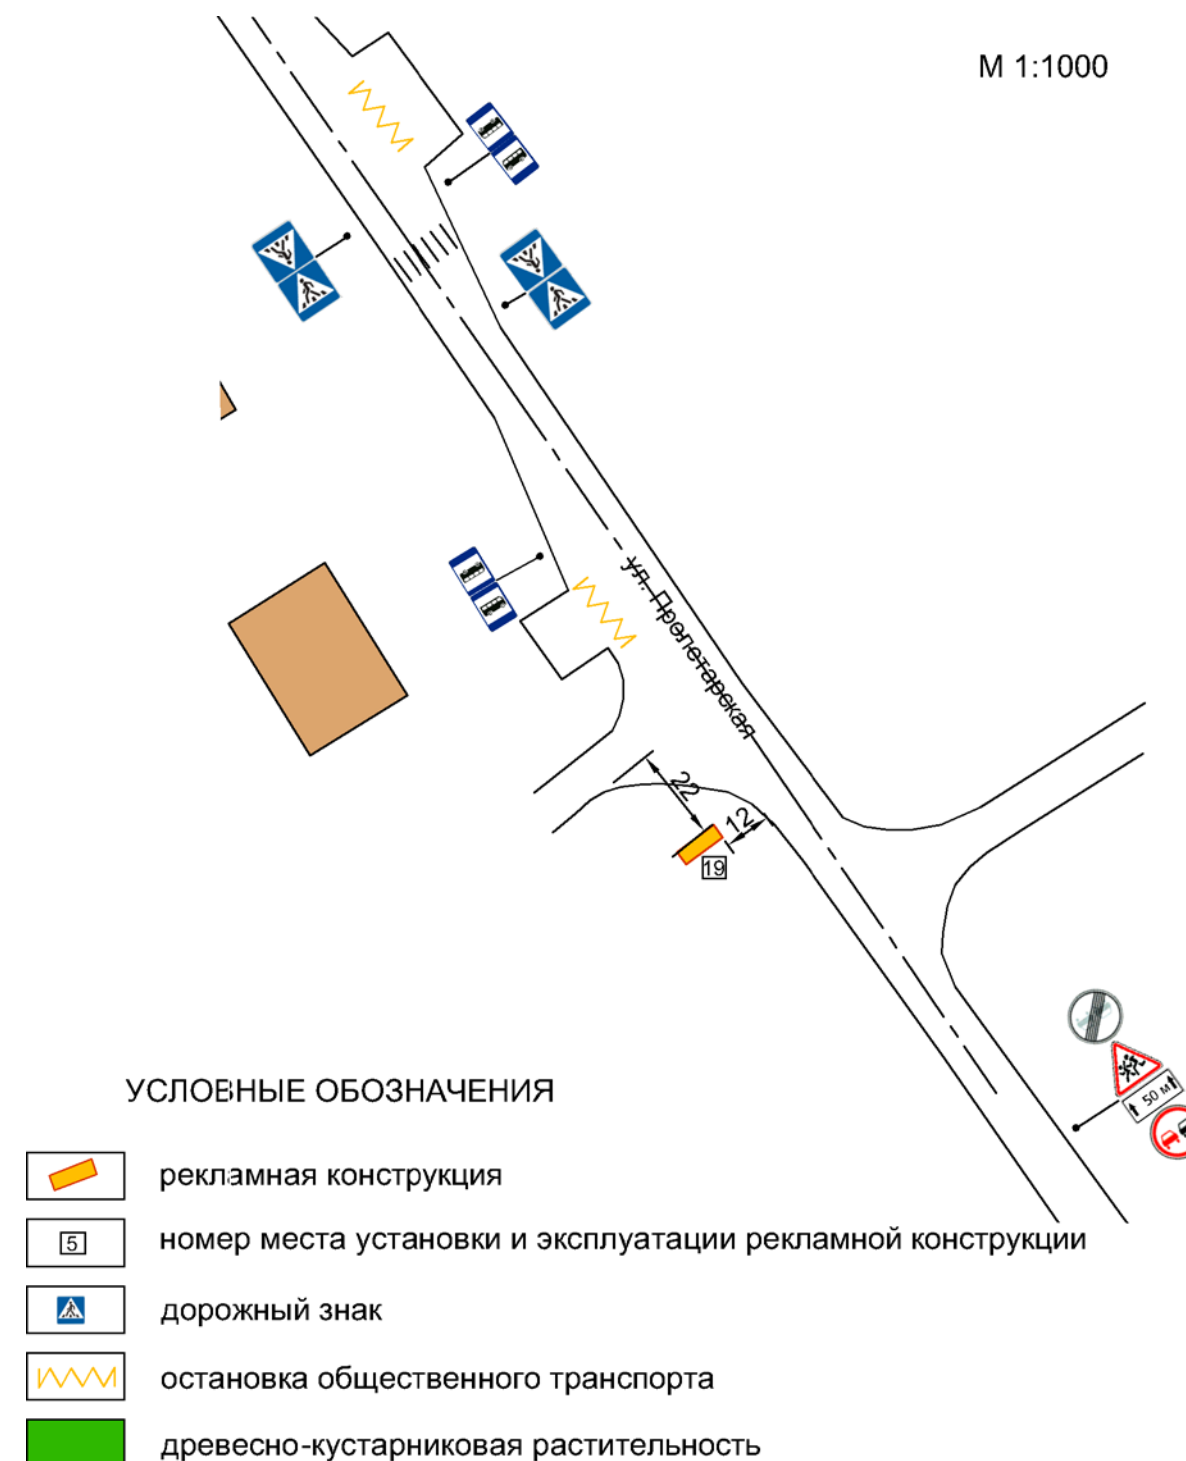 М 1:1000
ул. Пролетарская
22
12
19
50 м
УСЛОВНЫЕ ОБОЗНАЧЕНИЯ
рекламная конструкция
5
номер места установки и эксплуатации рекламной конструкции
дорожный знак
остановка общественного транспорта
древесно-кустарниковая растительность